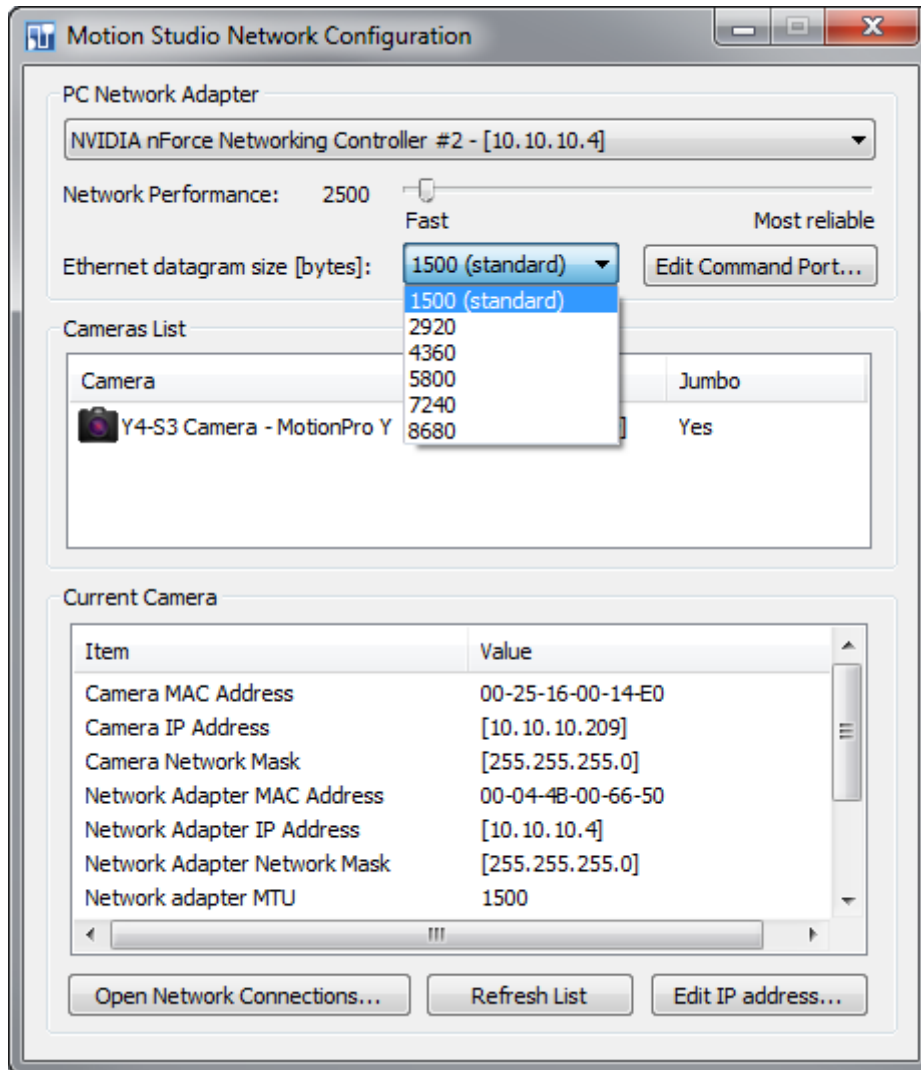 Motion Studio Network Configuration
PC Network Adapter
NVIDIA nForce Networking Controller #2 - [10.10.10.4]
Network Performance: 2500
Fast Most reliable
Ethernet datagram size [bytes]: 1500 (standard) Edit Command Port...
1500 (standard)
2920
4360
5800
7240
8680
Cameras List
Camera Jumbo
Y4-S3 Camera - MotionPro Y ] Yes
Current Camera
Item Value
Camera MAC Address 00-25-16-00-14-E0
Camera IP Address [10.10.10.209]
Camera Network Mask [255.255.255.0]
Network Adapter MAC Address 00-04-4B-00-66-50
Network Adapter IP Address [10.10.10.4]
Network Adapter Network Mask [255.255.255.0]
Network adapter MTU 1500
Open Network Connections... Refresh List Edit IP address...